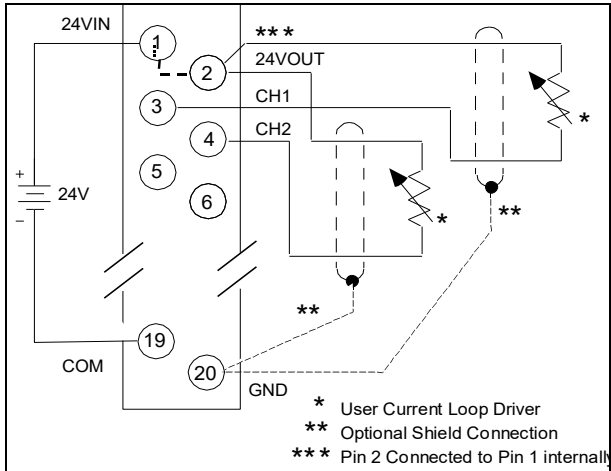 24VIN
1
***
2
24VOUT
3
CH1
4
CH2
*
5
+
24V
−
6
*
**
**
19
COM
20
GND
* User Current Loop Driver
** Optional Shield Connection
*** Pin 2 Connected to Pin 1 internally